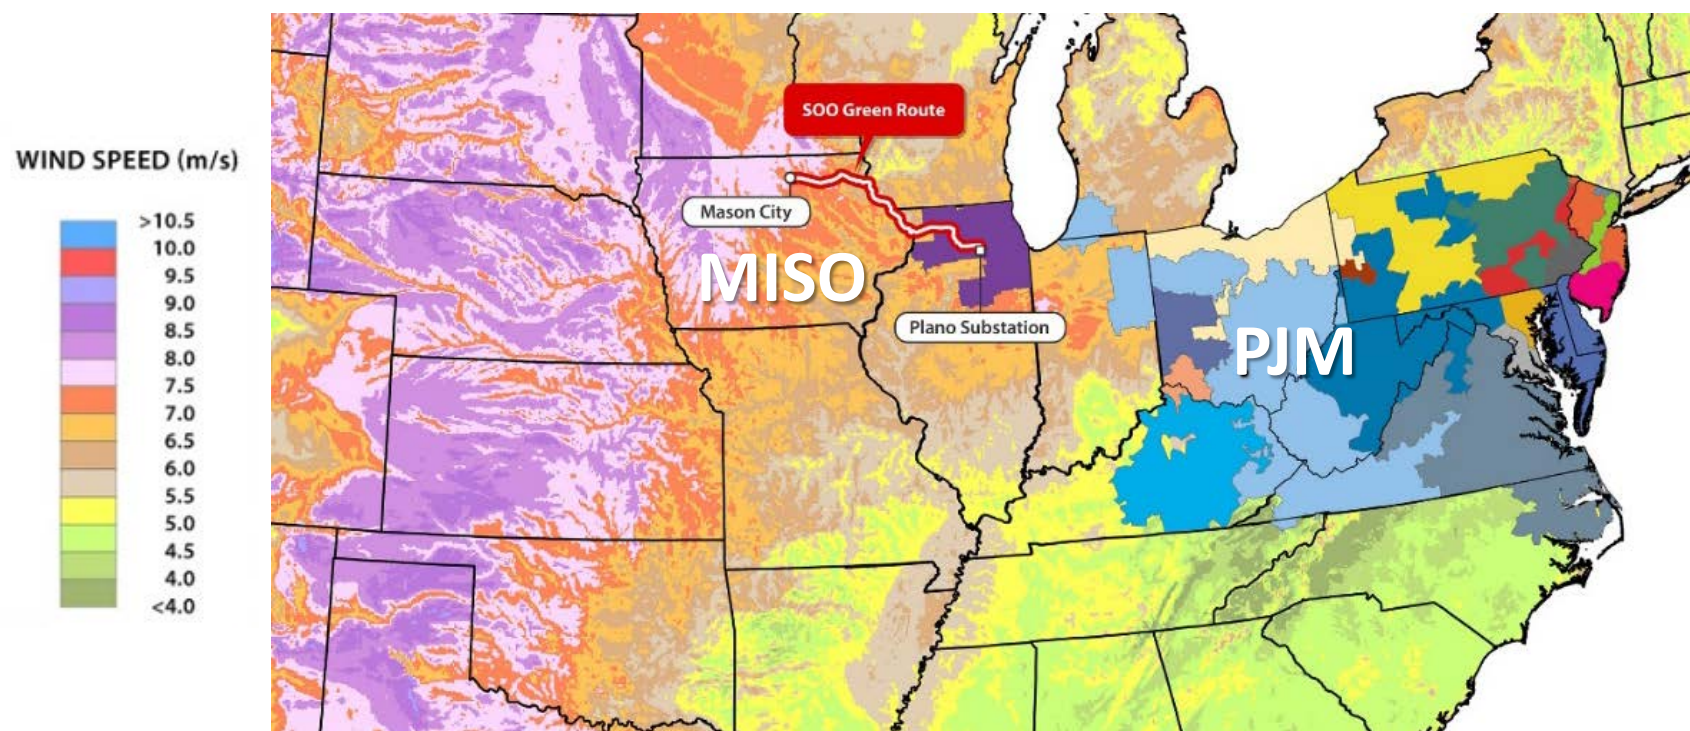 WIND SPEED (m/s)
>10.5
10.0
9.5
9.0
8.5
8.0
7.5
7.0
6.5
6.0
5.5
5.0
4.5
4.0
<4.0
SOO Green Route
Mason City
MISO
Plano Substation
PJM